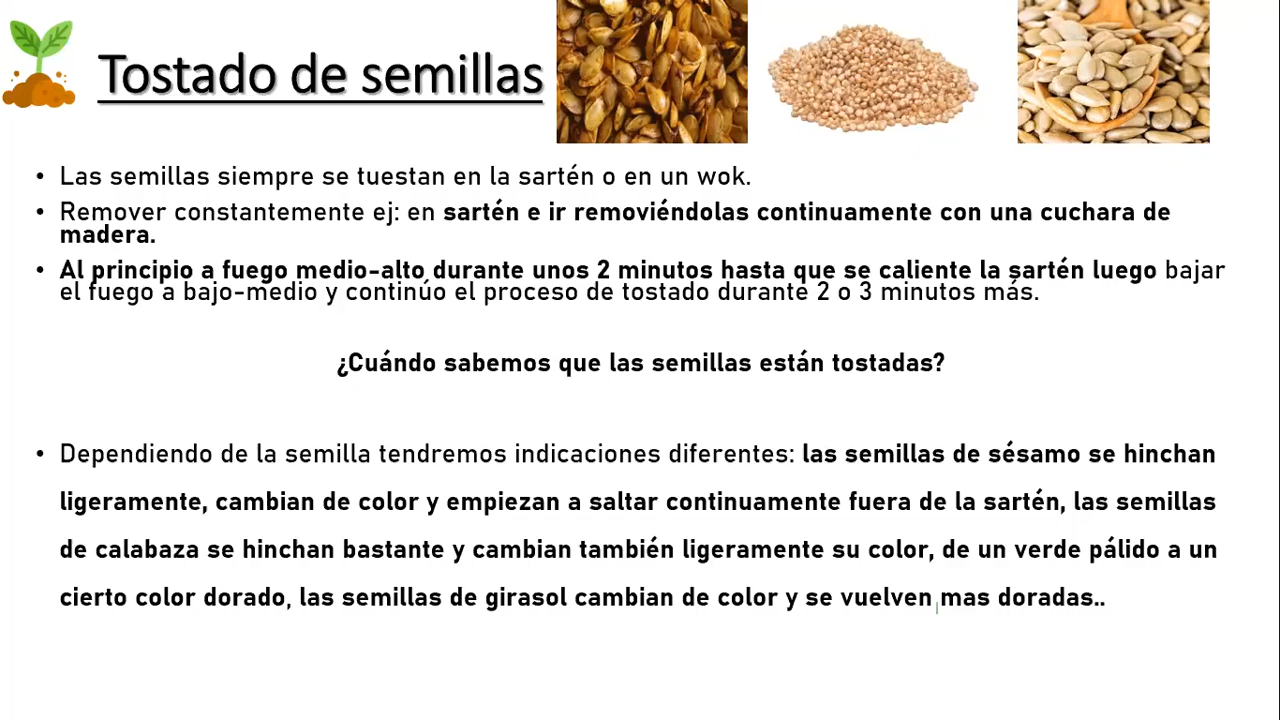 Tostado de semillas
• Las semillas siempre se tuestan en la sartén o en un wok.
• Remover constantemente ej: en sartén e ir removiéndolas continuamente con una cuchara de
madera.
• Al principio a fuego medio-alto durante unos 2 minutos hasta que se caliente la sartén luego bajar
el fuego a bajo-medio y continúo el proceso de tostado durante 2 o 3 minutos más.
¿Cuándo sabemos que las semillas están tostadas?
• Dependiendo de la semilla tendremos indicaciones diferentes: las semillas de sésamo se hinchan
ligeramente, cambian de color y empiezan a saltar continuamente fuera de la sartén, las semillas
de calabaza se hinchan bastante y cambian también ligeramente su color, de un verde pálido a un
cierto color dorado, las semillas de girasol cambian de color y se vuelven mas doradas..